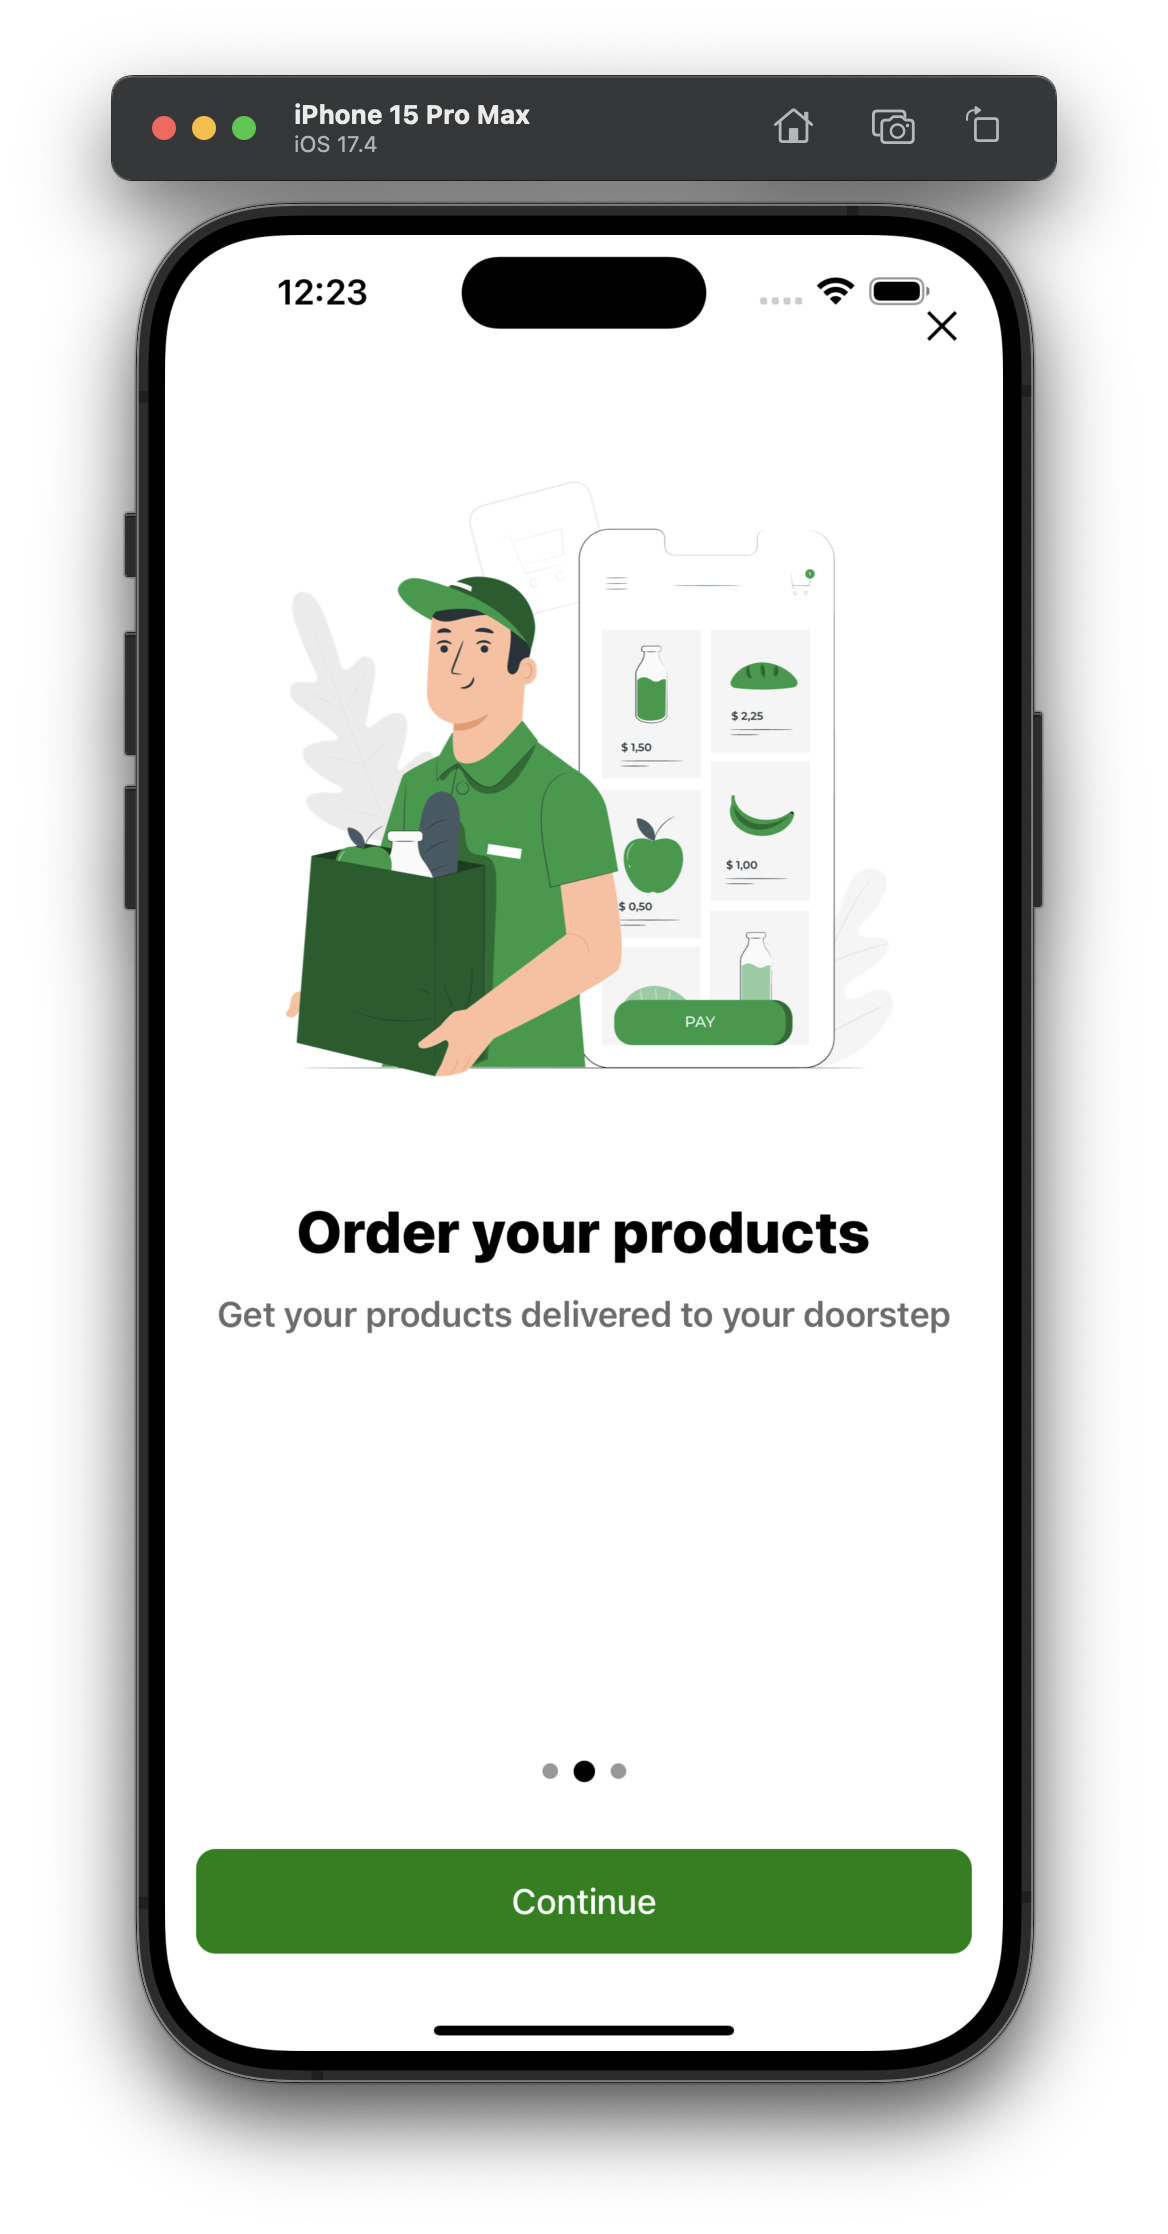 iPhone 15 Pro Max
iOS 17.4
12:23
1
$ 1,50
$ 2,25
$ 0,50
$ 1,00
PAY
Order your products
Get your products delivered to your doorstep
Continue